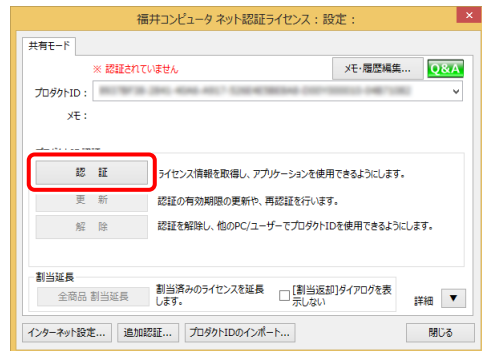 福井コンピュータ ネット認証ライセンス：設定：
×
共有モード
※ 認証されていません
メモ・履歴編集...
Q&A
プロダクトID：
メモ：
認 証
ライセンス情報を取得し、アプリケーションを使用できるようにします。
更 新
認証の有効期限の更新や、再認証を行います。
解 除
認証を解除し、他のPC/ユーザーでプロダクトIDを使用できるようにします。
割当延長
全商品 割当延長
割当済みのライセンスを延長
します。
[割当返却]ダイアログを表
示しない
詳細 ▼
インターネット設定...
追加認証...
プロダクトIDのインポート...
閉じる